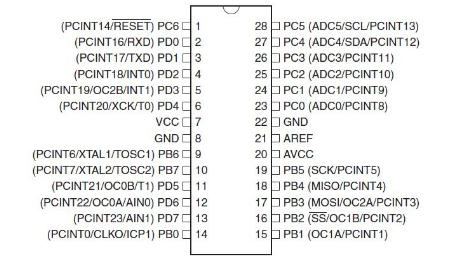 (PCINT14/RESET) PC6 1 28 PC5 (ADC5/SCL/PCINT13)
(PCINT16/RXD) PD0 2 27 PC4 (ADC4/SDA/PCINT12)
(PCINT17/TXD) PD1 3 26 PC3 (ADC3/PCINT11)
(PCINT18/INT0) PD2 4 25 PC2 (ADC2/PCINT10)
(PCINT19/OC2B/INT1) PD3 5 24 PC1 (ADC1/PCINT9)
(PCINT20/XCK/T0) PD4 6 23 PC0 (ADC0/PCINT8)
VCC 7 22 GND
GND 8 21 AREF
(PCINT6/XTAL1/TOSC1) PB6 9 20 AVCC
(PCINT7/XTAL2/TOSC2) PB7 10 19 PB5 (SCK/PCINT5)
(PCINT21/OC0B/T1) PD5 11 18 PB4 (MISO/PCINT4)
(PCINT22/OC0A/AIN0) PD6 12 17 PB3 (MOSI/OC2A/PCINT3)
(PCINT23/AIN1) PD7 13 16 PB2 (SS/OC1B/PCINT2)
(PCINT0/CLKO/ICP1) PB0 14 15 PB1 (OC1A/PCINT1)